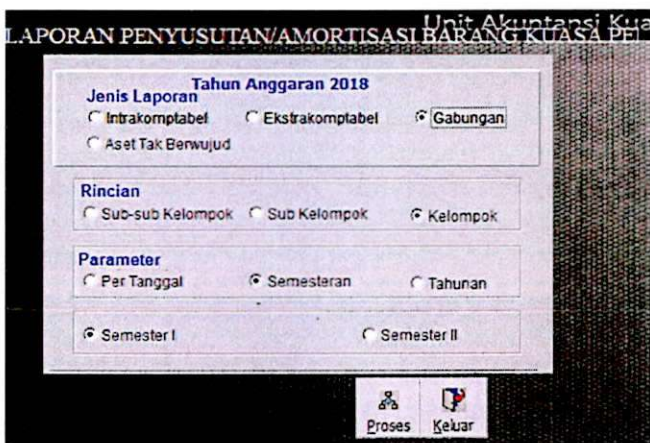 Unit Akuntansi Kua
LAPORAN PENYUSUTAN/AMORTISASI BARANG KUASA PE
Tahun Anggaran 2018
Jenis Laporan
Intrakomptabel Ekstrakomptabel Gabungan
Aset Tak Berwujud
Rincian
Sub-sub Kelompok Sub Kelompok Kelompok
Parameter
Per Tanggal Semesteran Tahunan
Semester I Semester II
Proses Keluar